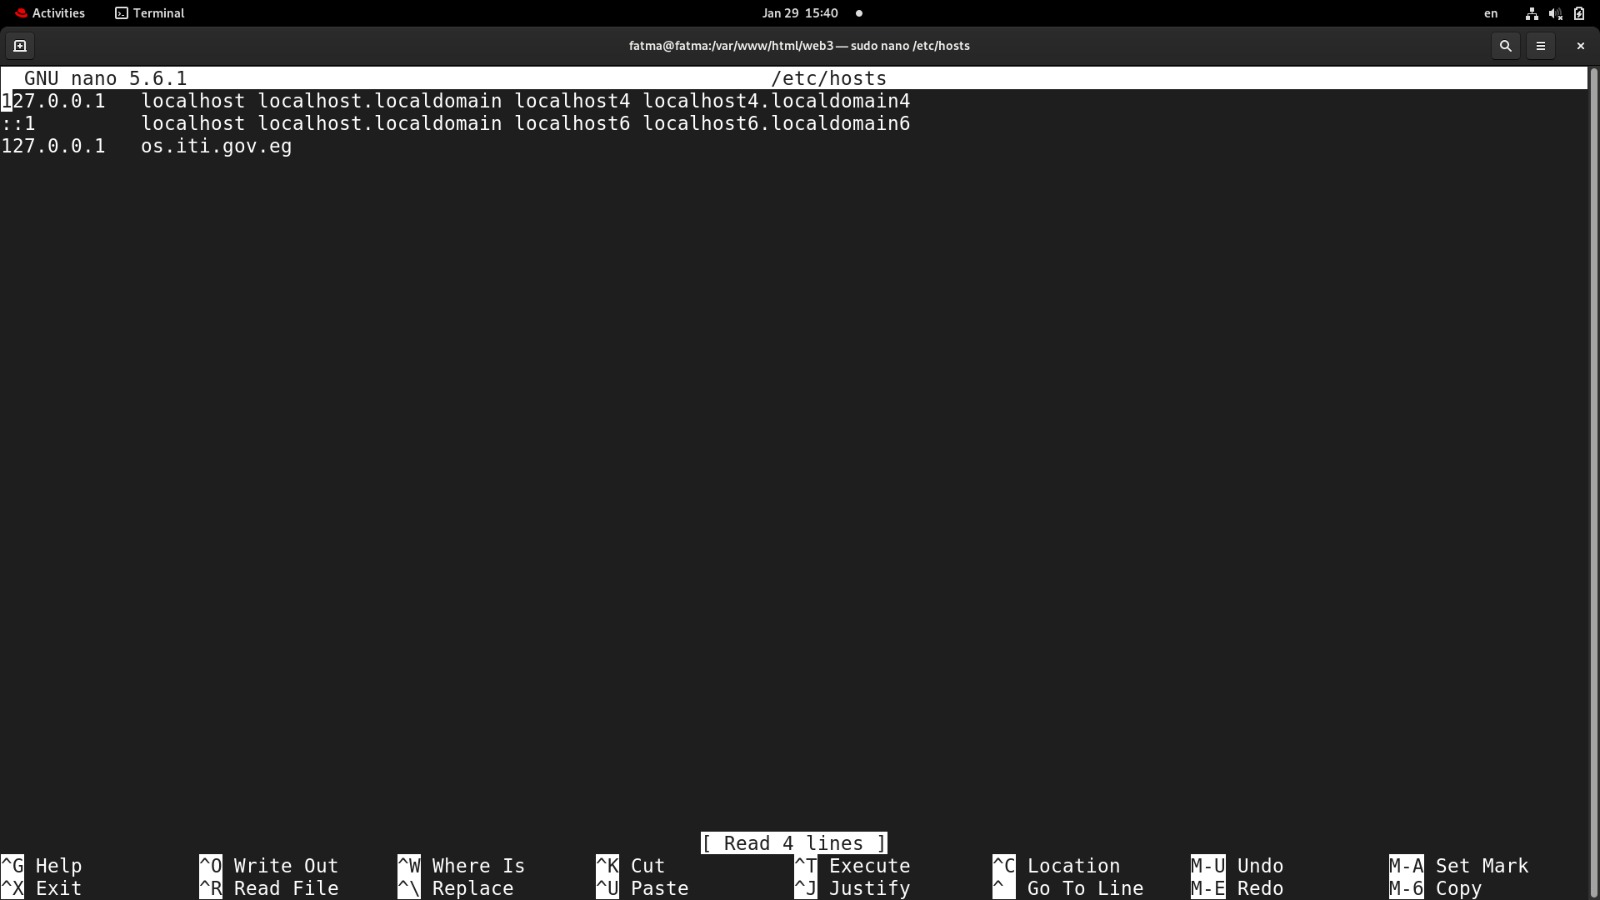 Activities Terminal Jan 29 15:40 en
fatma@fatma:/var/www/html/web3 — sudo nano /etc/hosts
GNU nano 5.6.1 /etc/hosts
127.0.0.1   localhost localhost.localdomain localhost4 localhost4.localdomain4
::1         localhost localhost.localdomain localhost6 localhost6.localdomain6
127.0.0.1   os.iti.gov.eg
[ Read 4 lines ]
^G Help ^O Write Out ^W Where Is ^K Cut ^T Execute ^C Location M-U Undo M-A Set Mark
^X Exit ^R Read File ^\ Replace ^U Paste ^J Justify ^ Go To Line M-E Redo M-6 Copy